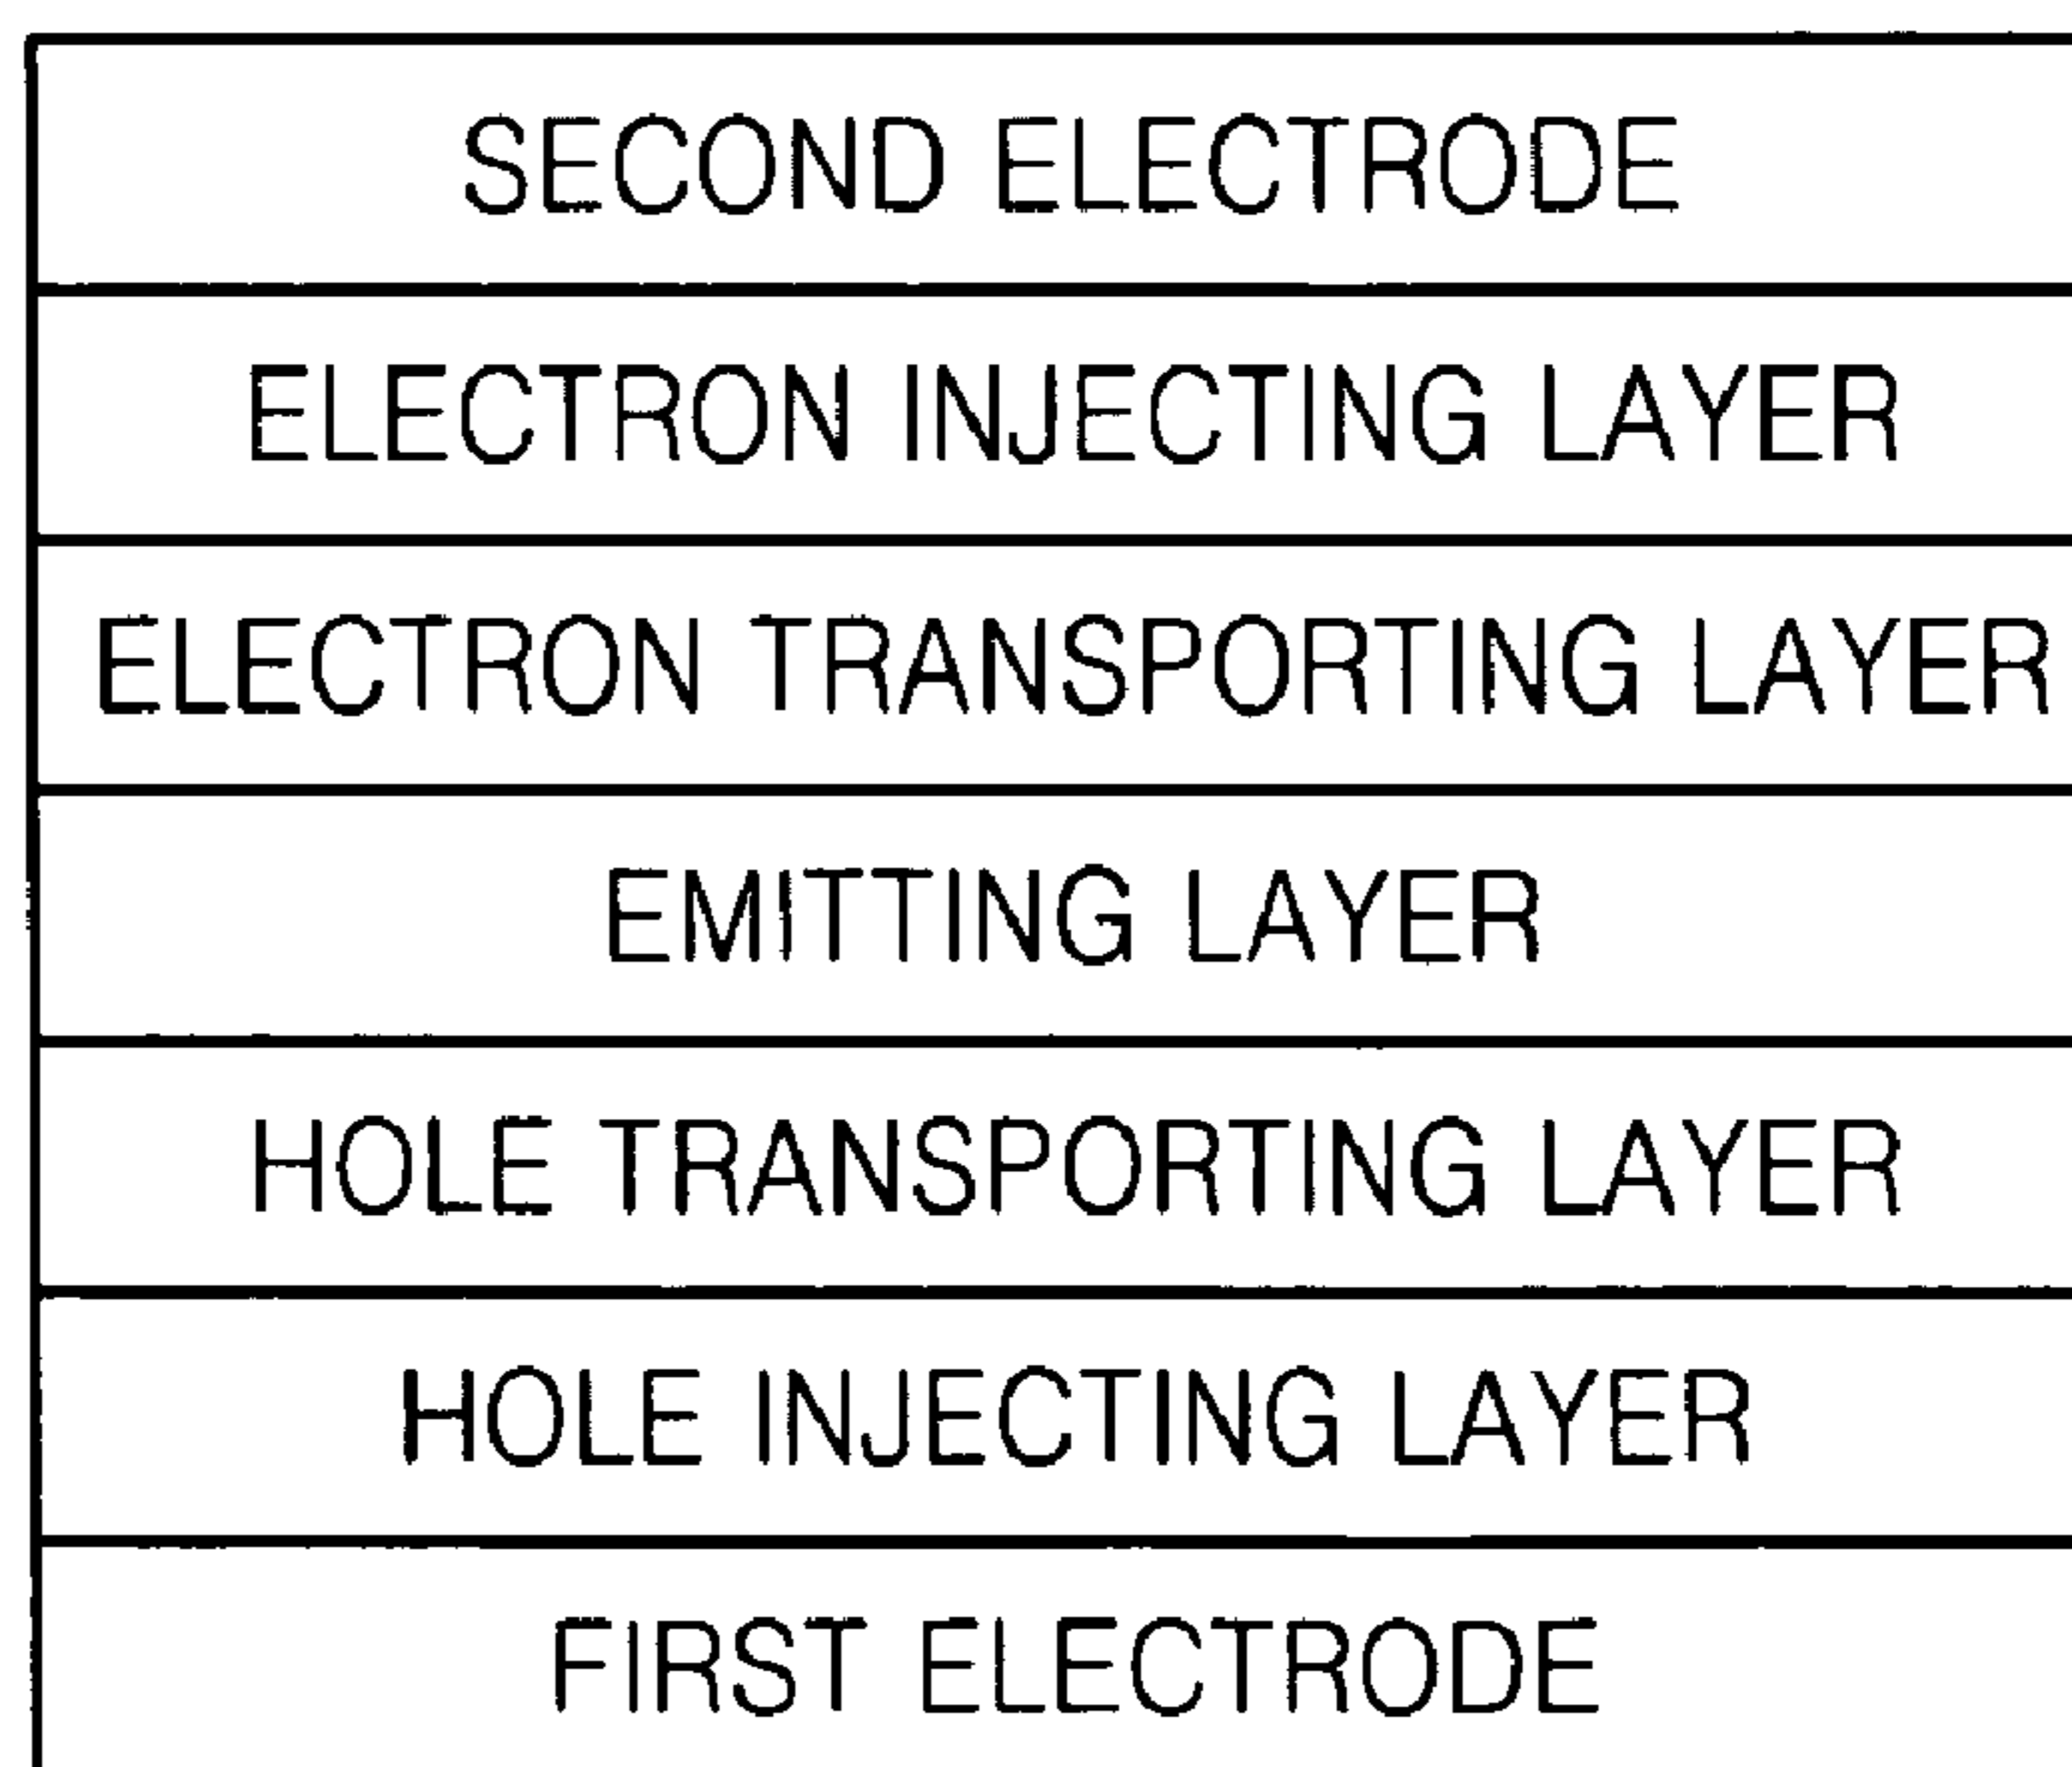 SECOND ELECTRODE
ELECTRON INJECTING LAYER
ELECTRON TRANSPORTING LAYER
EMITTING LAYER
HOLE TRANSPORTING LAYER
HOLE INJECTING LAYER
FIRST ELECTRODE